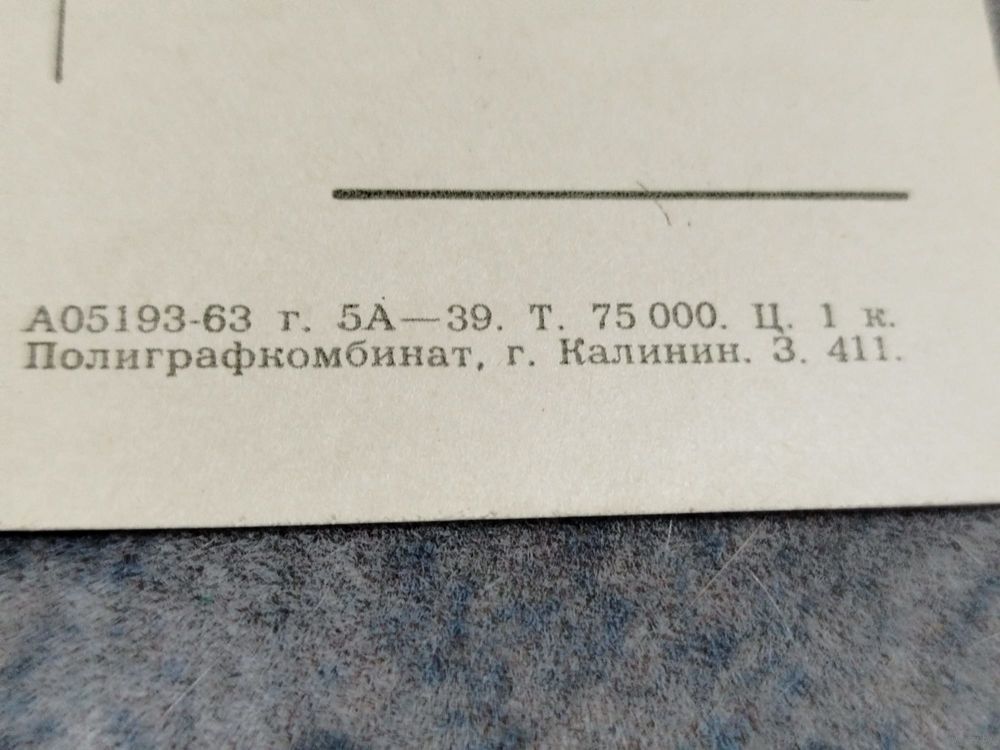 А05193-63 г. 5А—39. Т. 75 000. Ц. 1 к.
Полиграфкомбинат, г. Калинин. З. 411.